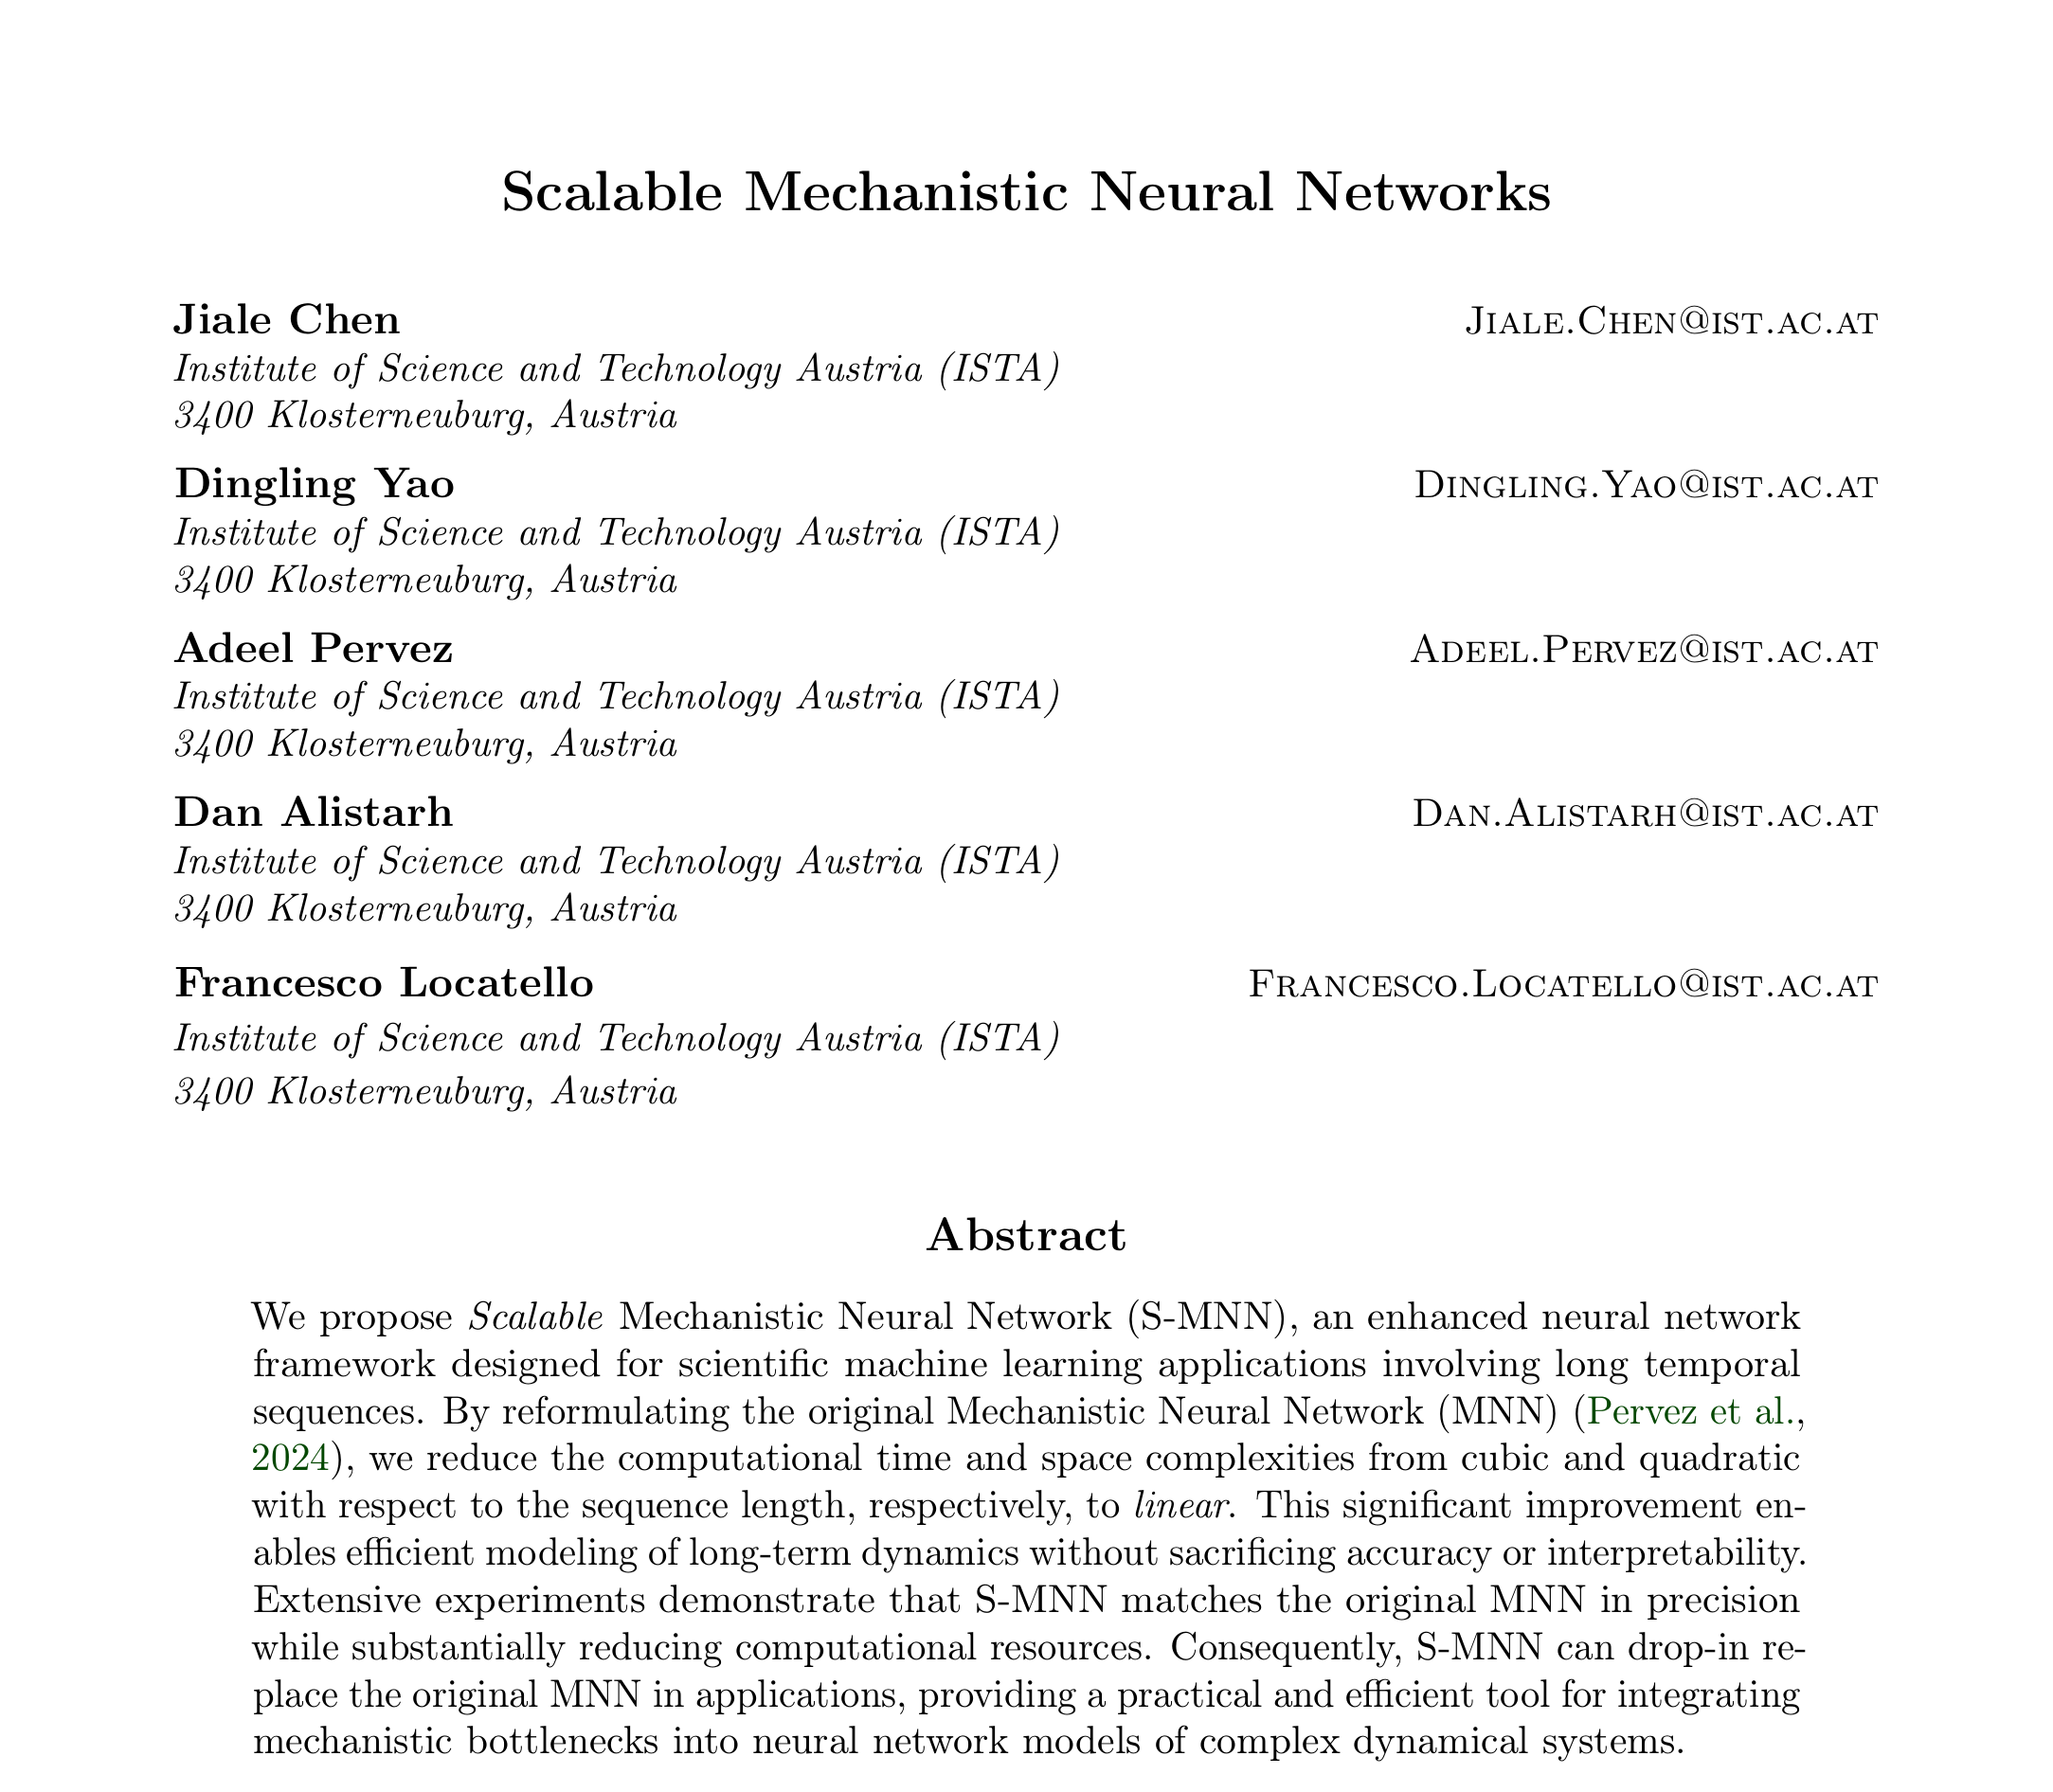 Scalable Mechanistic Neural Networks
Jiale Chen Jiale.Chen@ist.ac.at
Institute of Science and Technology Austria (ISTA)
3400 Klosterneuburg, Austria
Dingling Yao Dingling.Yao@ist.ac.at
Institute of Science and Technology Austria (ISTA)
3400 Klosterneuburg, Austria
Adeel Pervez Adeel.Pervez@ist.ac.at
Institute of Science and Technology Austria (ISTA)
3400 Klosterneuburg, Austria
Dan Alistarh Dan.Alistarh@ist.ac.at
Institute of Science and Technology Austria (ISTA)
3400 Klosterneuburg, Austria
Francesco Locatello Francesco.Locatello@ist.ac.at
Institute of Science and Technology Austria (ISTA)
3400 Klosterneuburg, Austria
Abstract
We propose Scalable Mechanistic Neural Network (S-MNN), an enhanced neural network
framework designed for scientific machine learning applications involving long temporal
sequences. By reformulating the original Mechanistic Neural Network (MNN) (Pervez et al.,
2024), we reduce the computational time and space complexities from cubic and quadratic
with respect to the sequence length, respectively, to linear. This significant improvement en-
ables efficient modeling of long-term dynamics without sacrificing accuracy or interpretability.
Extensive experiments demonstrate that S-MNN matches the original MNN in precision
while substantially reducing computational resources. Consequently, S-MNN can drop-in re-
place the original MNN in applications, providing a practical and efficient tool for integrating
mechanistic bottlenecks into neural network models of complex dynamical systems.